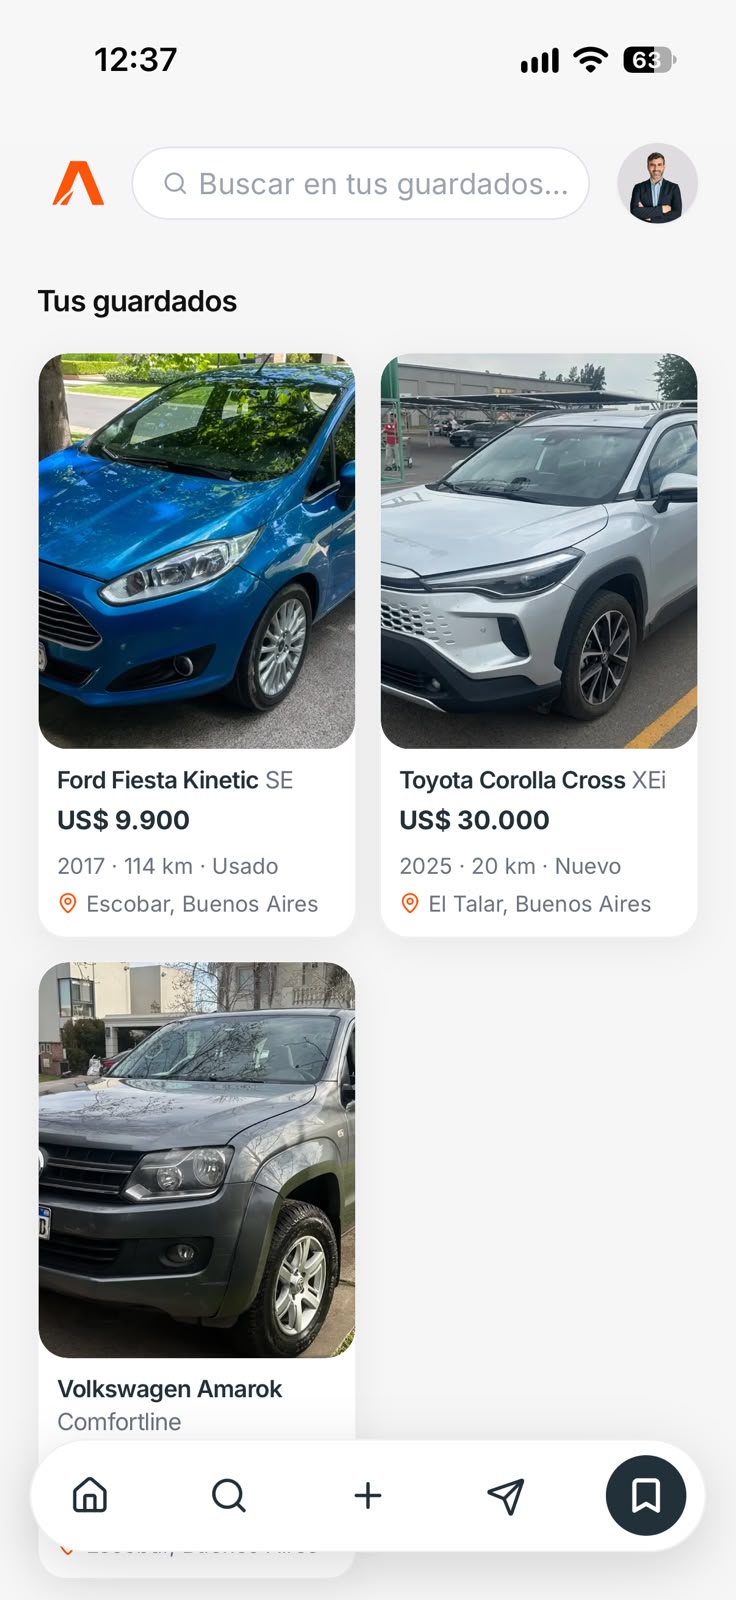 12:37
63
Buscar en tus guardados...
Tus guardados
Ford Fiesta Kinetic SE
US$ 9.900
2017 · 114 km · Usado
Escobar, Buenos Aires
Toyota Corolla Cross XEi
US$ 30.000
2025 · 20 km · Nuevo
El Talar, Buenos Aires
Volkswagen Amarok
Comfortline